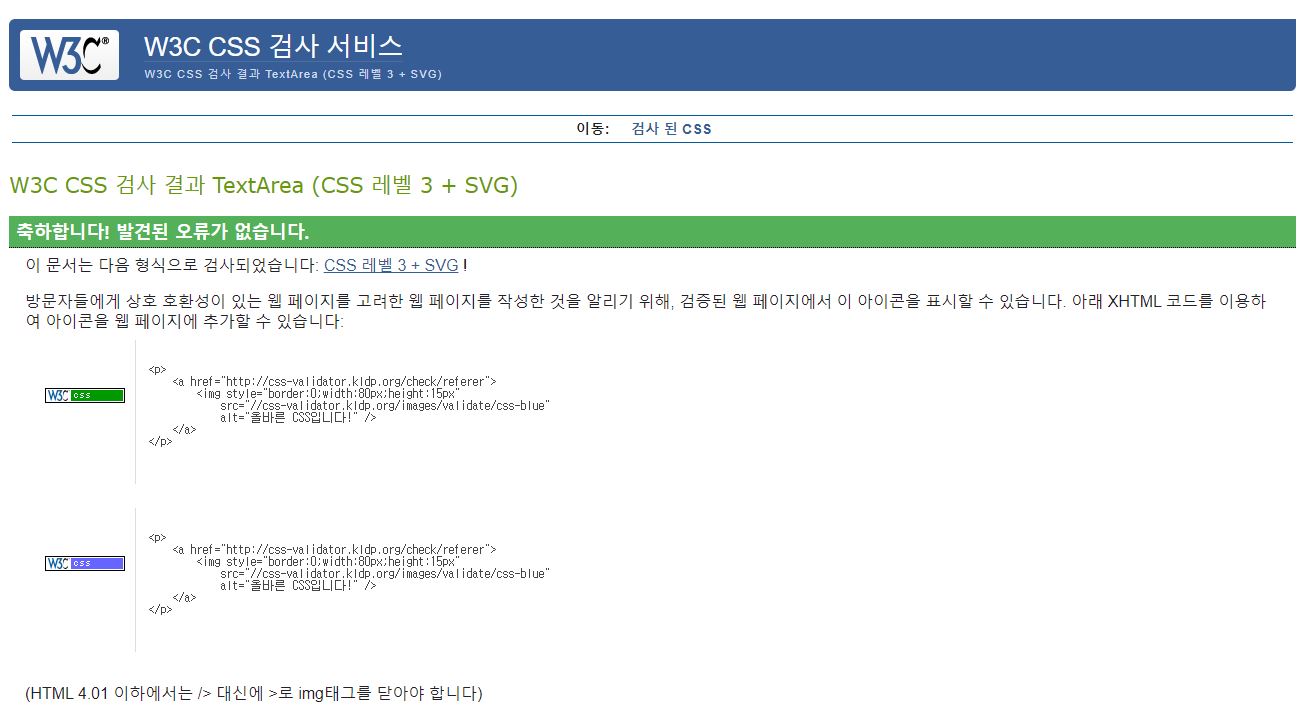 W3C®
W3C CSS 검사 서비스
W3C CSS 검사 결과 TextArea (CSS 레벨 3 + SVG)
이동: 검사 된 CSS
W3C CSS 검사 결과 TextArea (CSS 레벨 3 + SVG)
축하합니다! 발견된 오류가 없습니다.
이 문서는 다음 형식으로 검사되었습니다: CSS 레벨 3 + SVG !
방문자들에게 상호 호환성이 있는 웹 페이지를 고려한 웹 페이지를 작성한 것을 알리기 위해, 검증된 웹 페이지에서 이 아이콘을 표시할 수 있습니다. 아래 XHTML 코드를 이용하
여 아이콘을 웹 페이지에 추가할 수 있습니다:
W3C css
<p>
<a href="http://css-validator.kldp.org/check/referer">
<img style="border:0;width:80px;height:15px"
src="//css-validator.kldp.org/images/validate/css-blue"
alt="올바른 CSS입니다!" />
</a>
</p>
W3C css
<p>
<a href="http://css-validator.kldp.org/check/referer">
<img style="border:0;width:80px;height:15px"
src="//css-validator.kldp.org/images/validate/css-blue"
alt="올바른 CSS입니다!" />
</a>
</p>
(HTML 4.01 이하에서는 /> 대신에 >로 img태그를 닫아야 합니다)